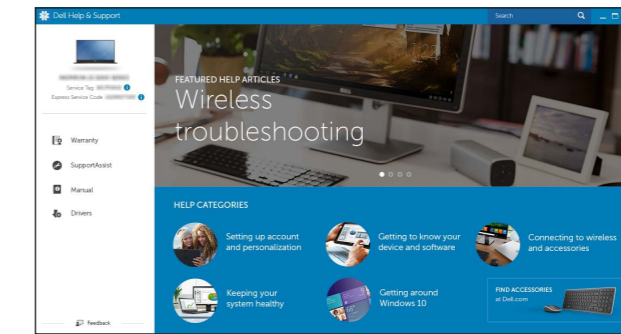 Dell Help & Support
Search
Service Tag:
Express Service Code:
Warranty
SupportAssist
Manual
Drivers
Feedback
FEATURED HELP ARTICLES
Wireless
troubleshooting
HELP CATEGORIES
Setting up account
and personalization
Getting to know your
device and software
Connecting to wireless
and accessories
Keeping your
system healthy
Getting around
Windows 10
FIND ACCESSORIES
at Dell.com